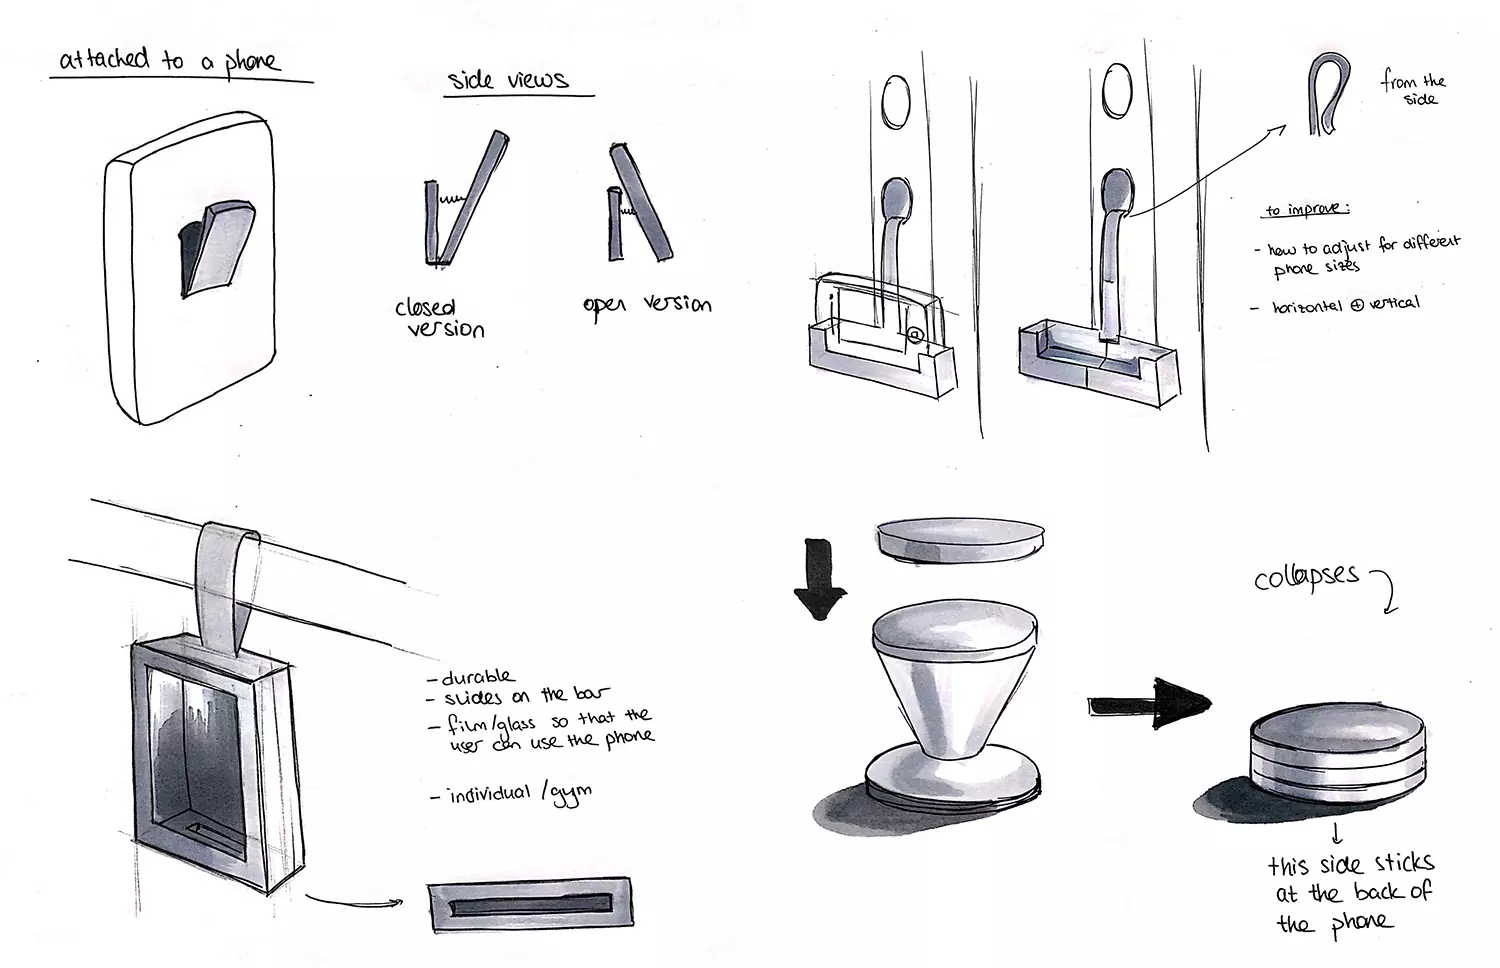 attached to a phone
side views
closed
version
open version
from the
side
to improve:
- how to adjust for different
phone sizes
- horizontal ⊕ vertical
- durable
- slides on the bar
- film/glass so that the
user can use the phone
- individual /gym
collapses
this side sticks
at the back of
the phone